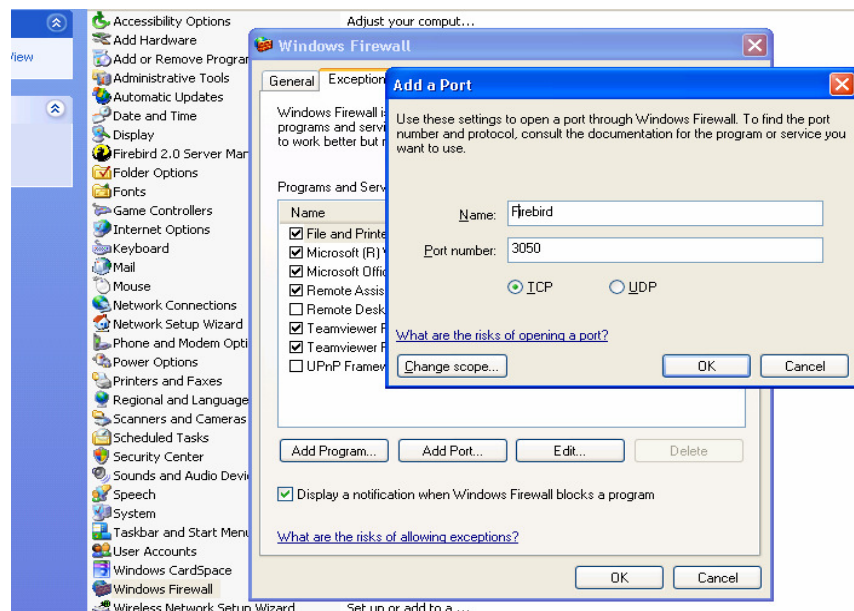 View
Accessibility Options
Adjust your comput...
Add Hardware
Add or Remove Progra
Administrative Tools
Automatic Updates
Date and Time
Display
Firebird 2.0 Server Mar
Folder Options
Fonts
Game Controllers
Internet Options
Keyboard
Mail
Mouse
Network Connections
Network Setup Wizard
Phone and Modem Opti
Power Options
Printers and Faxes
Regional and Language
Scanners and Cameras
Scheduled Tasks
Security Center
Sounds and Audio Devi
Speech
System
Taskbar and Start Menu
User Accounts
Windows CardSpace
Windows Firewall
Wireless Network Setup Wizard
Set up or add to a ...
Windows Firewall
General
Exception
Windows Firewall i
programs and servi
to work better but
Programs and Serv
Name
File and Printe
Microsoft (R)
Microsoft Offic
Remote Assis
Remote Desk
Teamviewer R
Teamviewer R
UPnP Framew
Add Program...
Add Port...
Edit...
Delete
Display a notification when Windows Firewall blocks a program
What are the risks of allowing exceptions?
OK
Cancel
Add a Port
Use these settings to open a port through Windows Firewall. To find the port
number and protocol, consult the documentation for the program or service you
want to use.
Name: Firebird
Port number: 3050
TCP
UDP
What are the risks of opening a port?
Change scope...
OK
Cancel